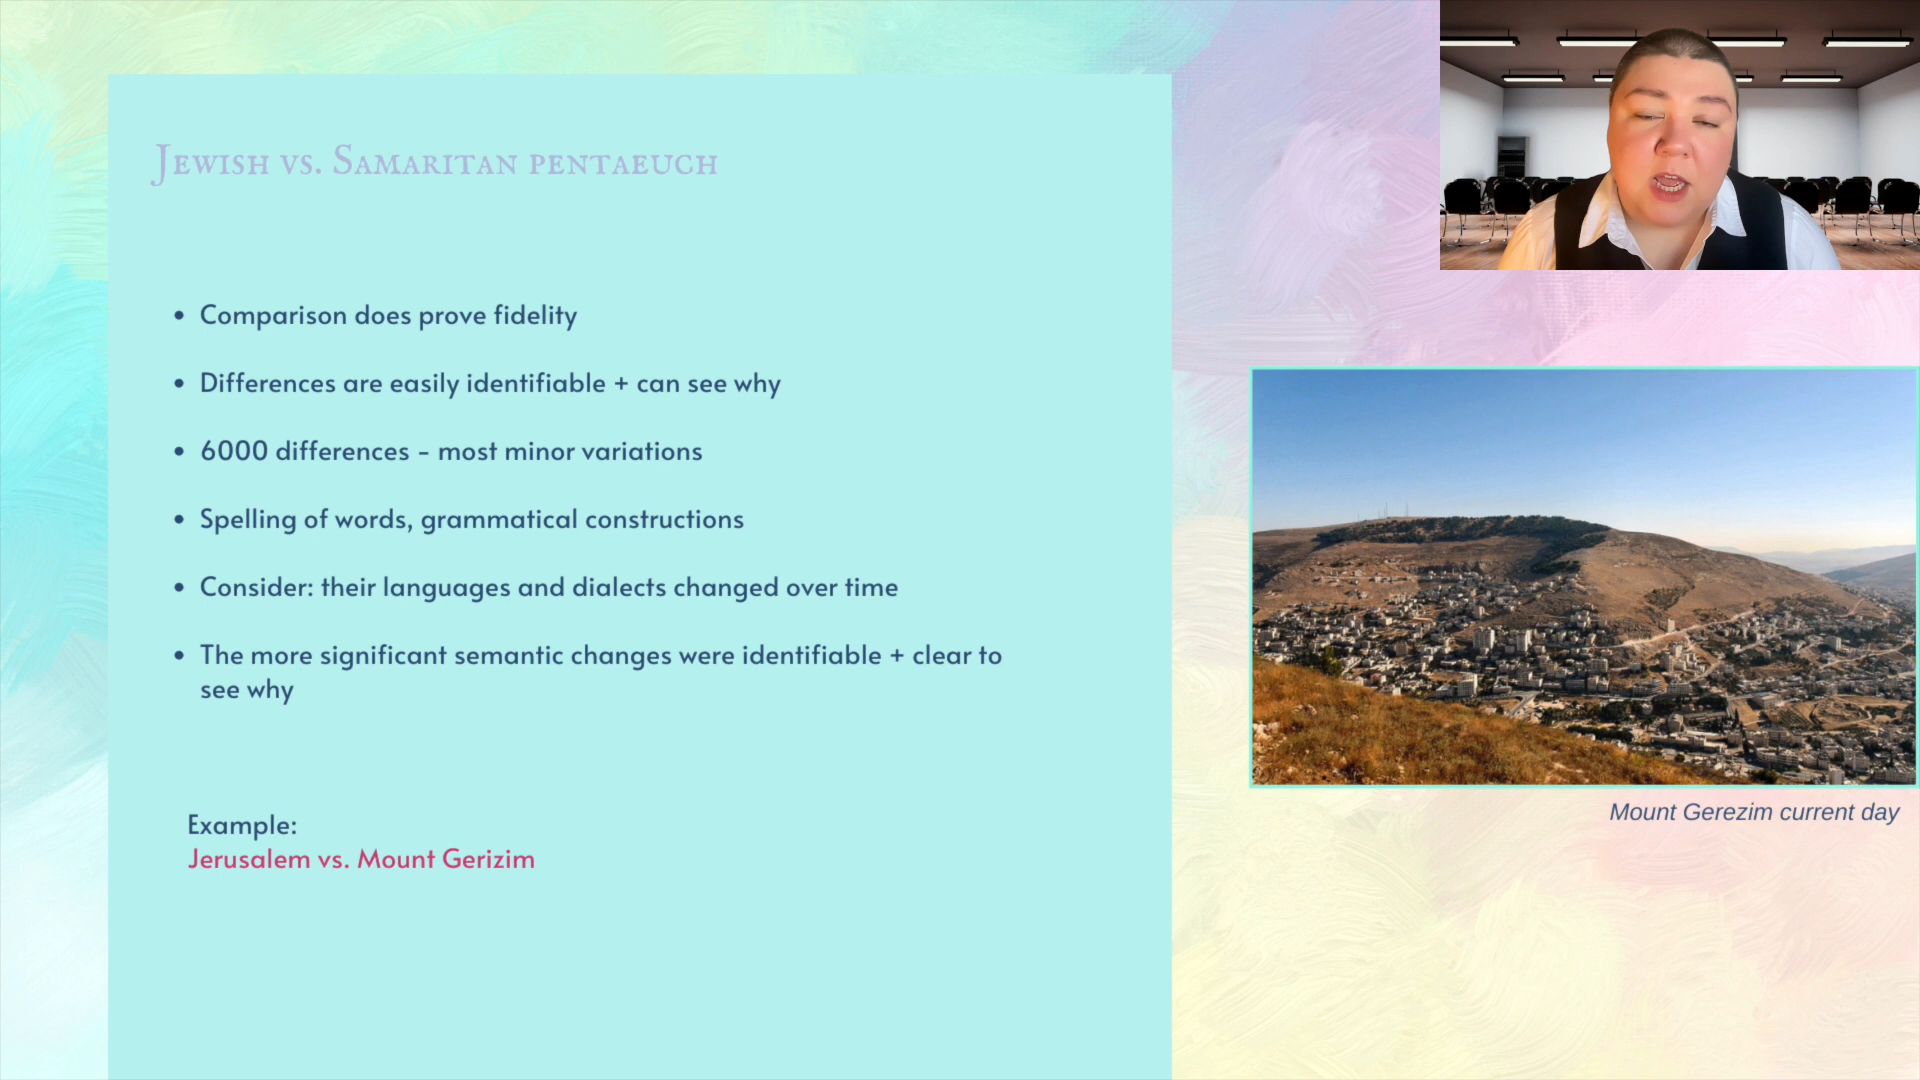 Jewish vs. Samaritan pentaeuch
• Comparison does prove fidelity
• Differences are easily identifiable + can see why
• 6000 differences - most minor variations
• Spelling of words, grammatical constructions
• Consider: their languages and dialects changed over time
• The more significant semantic changes were identifiable + clear to
see why
Example:
Jerusalem vs. Mount Gerizim
Mount Gerezim current day